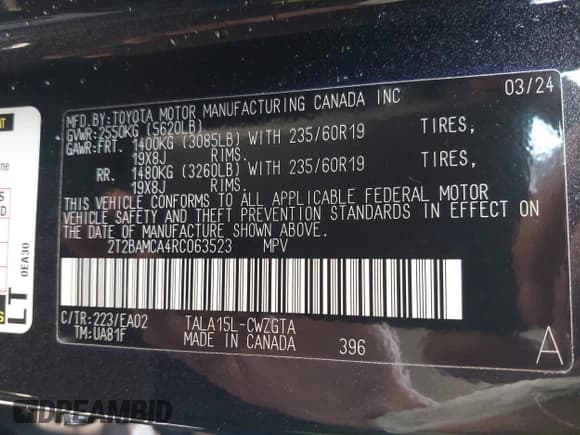 03/24
MFD.BY:TOYOTA MOTOR MANUFACTURING CANADA INC
GVWR:2550KG (5620LB)
GAWR:FRT. 1400KG (3085LB) WITH 235/60R19 TIRES,
19X8J RIMS.
RR. 1480KG (3260LB) WITH 235/60R19 TIRES,
19X8J RIMS.
THIS VEHICLE CONFORMS TO ALL APPLICABLE FEDERAL MOTOR
VEHICLE SAFETY AND THEFT PREVENTION STANDARDS IN EFFECT ON
THE DATE OF MANUFACTURE SHOWN ABOVE.
2T2BAMCA4RC063523 MPV
C/TR:223/EA02 TALA15L-CWZGTA
TM:UA81F MADE IN CANADA 396
A
0EA30
LT
DREAMBID